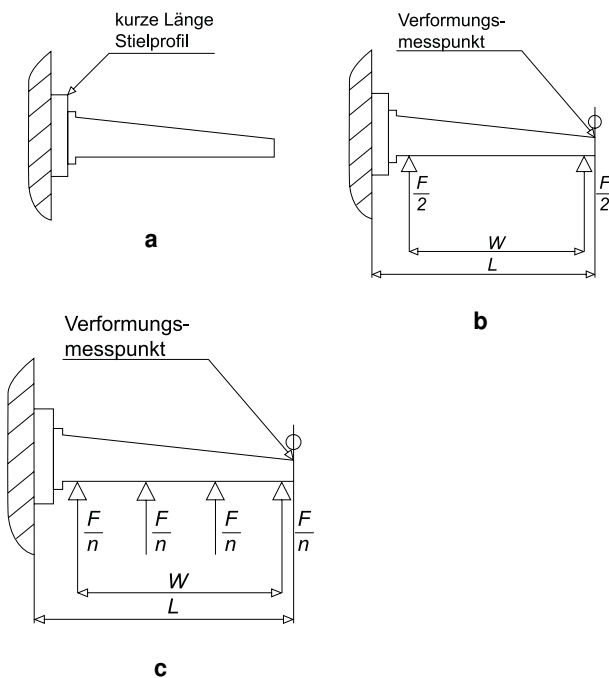 kurze Länge
Stielprofil
a
Verformungs-
messpunkt
F/2
F/2
W
L
b
Verformungs-
messpunkt
F/n
F/n
F/n
F/n
W
L
c